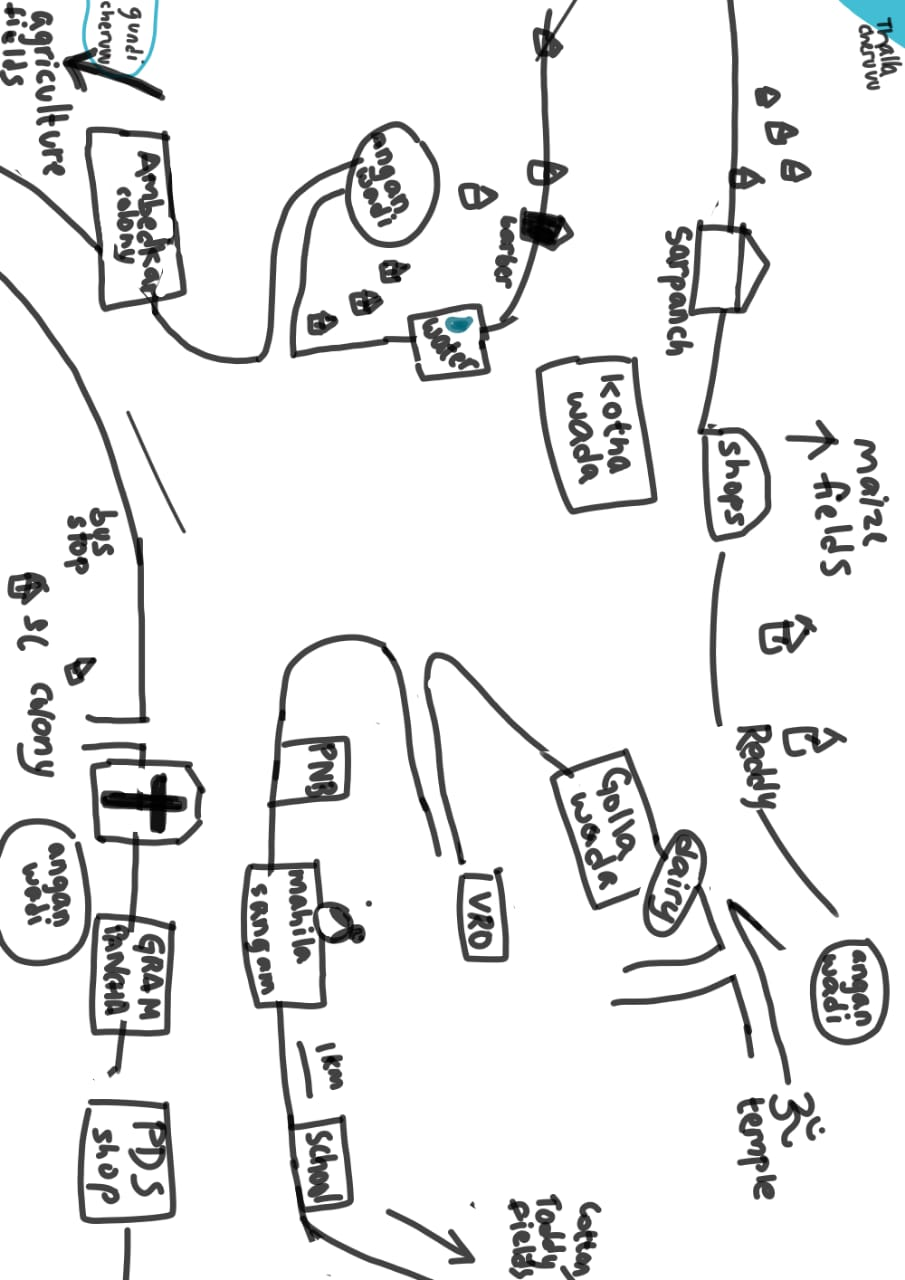 Thalla
cheruvu
maize
fields
angan
wadi
ॐ
temple
shops
Reddy
Sarpanch
Kotha
wada
Golla
wada
dairy
Cotton
Toddy
fields
barber
water
VRO
angan
wadi
PNB
mahila
sangam
1km
School
gundi
cheruvu
Ambedkar
colony
agriculture
fields
bus
stop
SC colony
GRAM
PANCHA
angan
wadi
PDS
shop